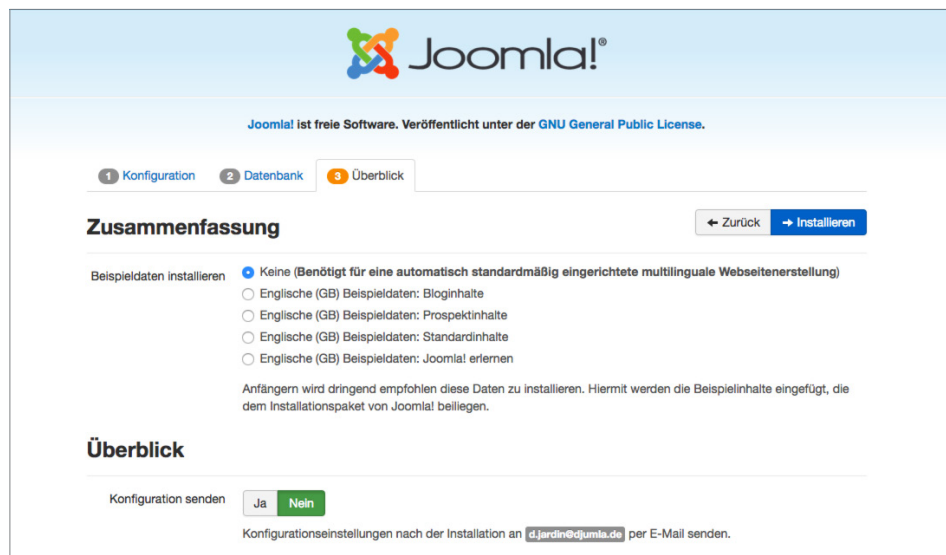 Joomla!®
Joomla! ist freie Software. Veröffentlicht unter der GNU General Public License.
1 Konfiguration 2 Datenbank 3 Überblick
Zusammenfassung
← Zurück → Installieren
Beispieldaten installieren
Keine (Benötigt für eine automatisch standardmäßig eingerichtete multilinguale Webseitenerstellung)
Englische (GB) Beispieldaten: Bloginhalte
Englische (GB) Beispieldaten: Prospektinhalte
Englische (GB) Beispieldaten: Standardinhalte
Englische (GB) Beispieldaten: Joomla! erlernen
Anfängern wird dringend empfohlen diese Daten zu installieren. Hiermit werden die Beispielinhalte eingefügt, die
dem Installationspaket von Joomla! beiliegen.
Überblick
Konfiguration senden
Ja Nein
Konfigurationseinstellungen nach der Installation an d.jardin@djumla.de per E-Mail senden.